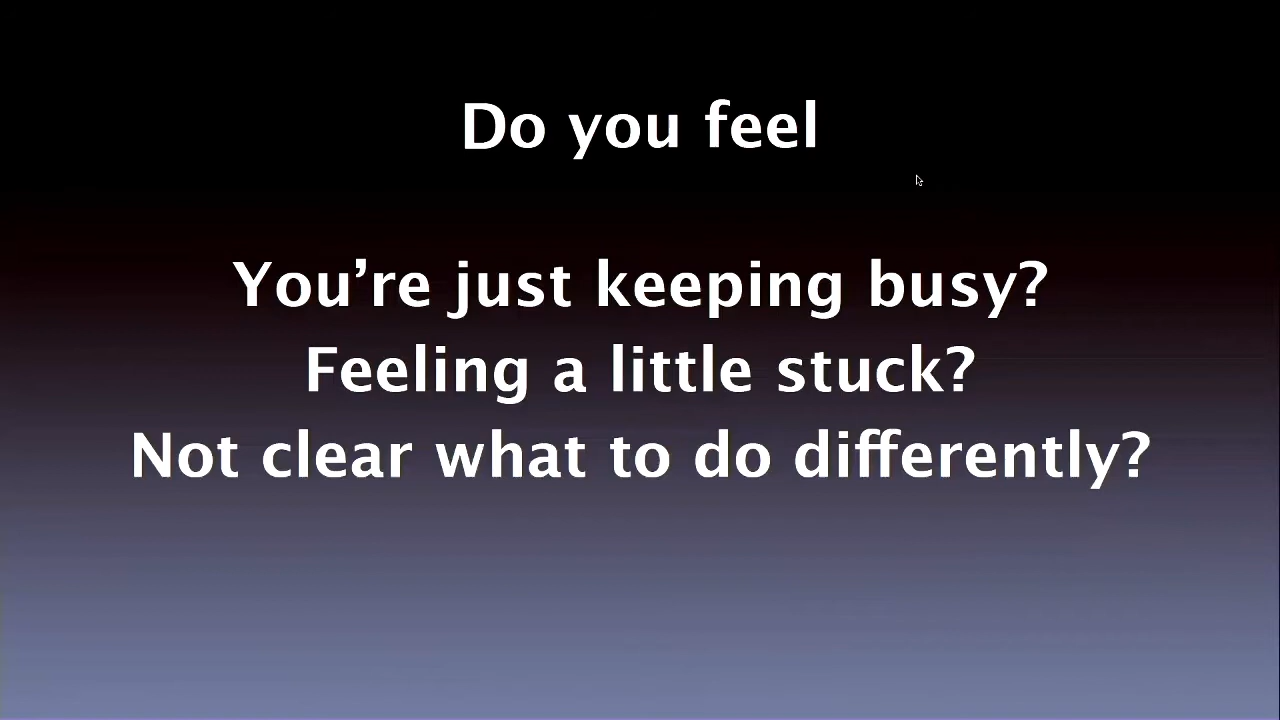 Do you feel
You’re just keeping busy?
Feeling a little stuck?
Not clear what to do differently?